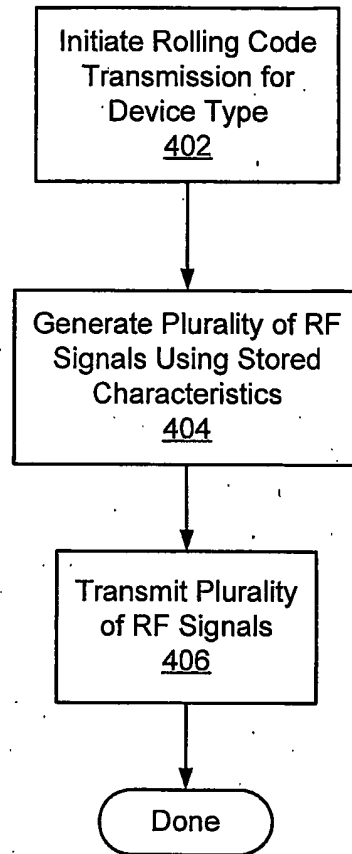 Initiate Rolling Code
Transmission for
Device Type
402
Generate Plurality of RF
Signals Using Stored
Characteristics
404
Transmit Plurality
of RF Signals
406
Done